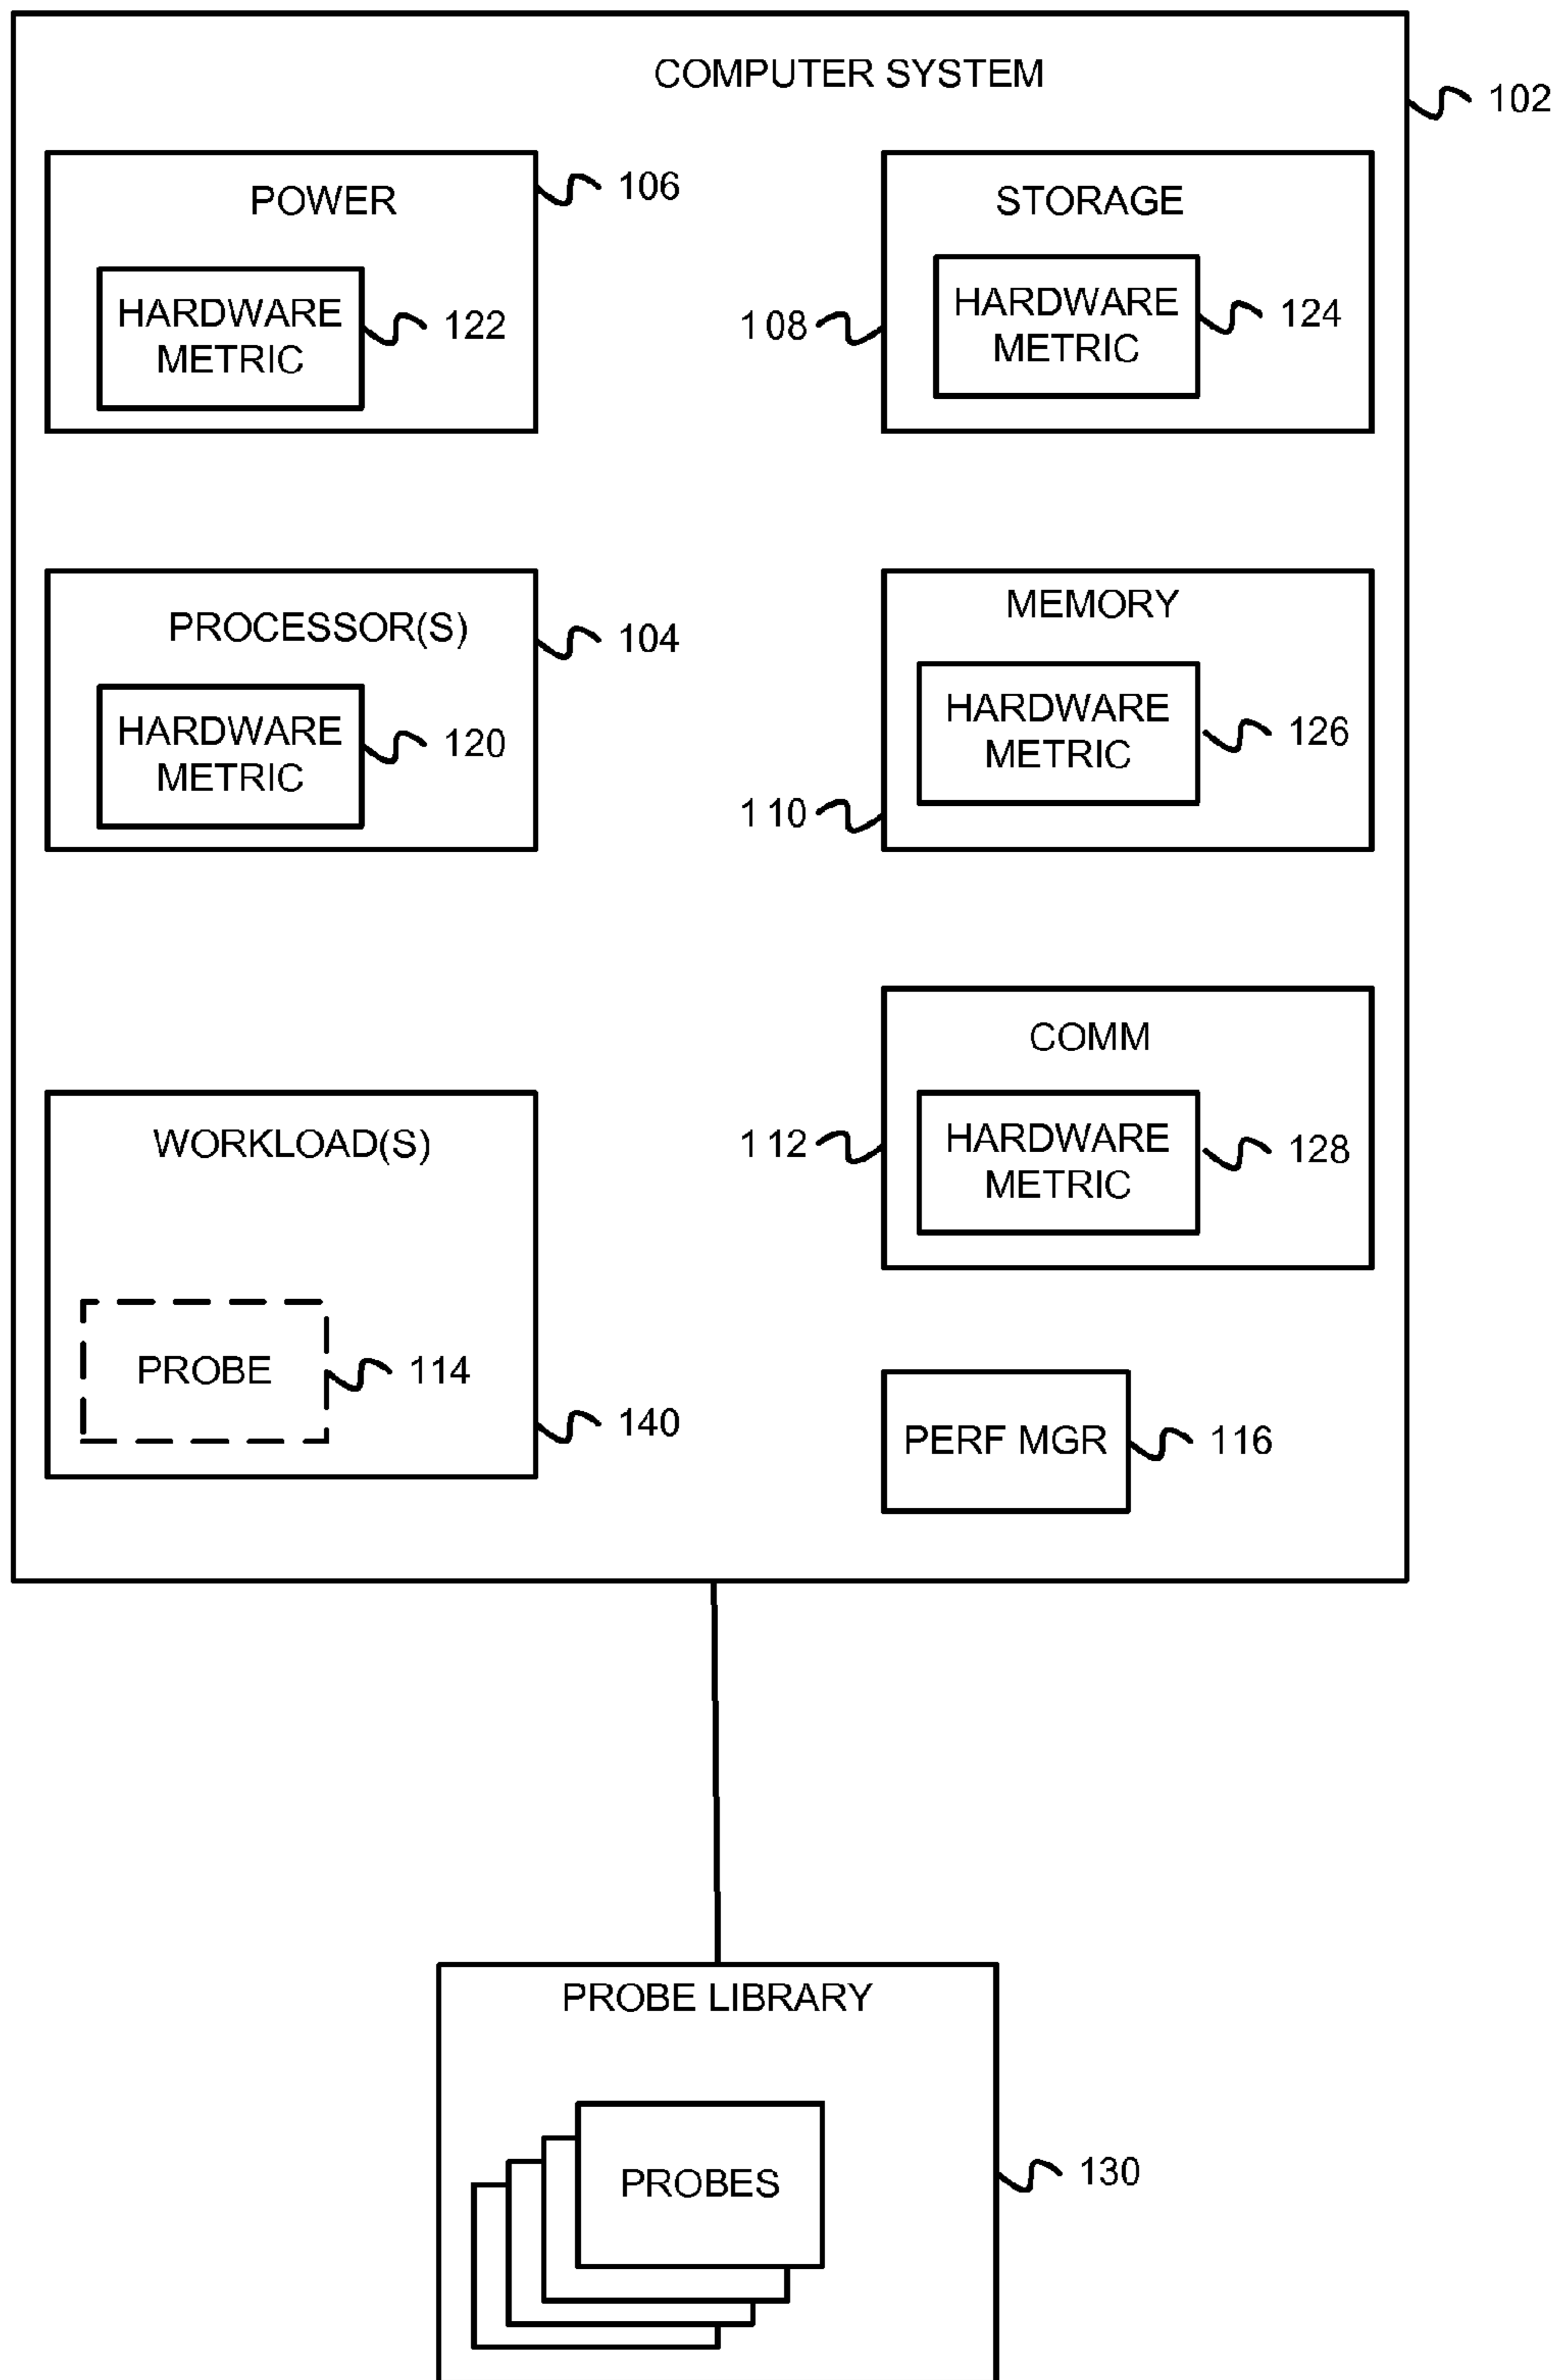 COMPUTER SYSTEM
102
POWER
106
HARDWARE
METRIC
122
STORAGE
108
HARDWARE
METRIC
124
PROCESSOR(S)
104
HARDWARE
METRIC
120
MEMORY
HARDWARE
METRIC
126
110
COMM
112
HARDWARE
METRIC
128
WORKLOAD(S)
PROBE
114
140
PERF MGR
116
PROBE LIBRARY
PROBES
130